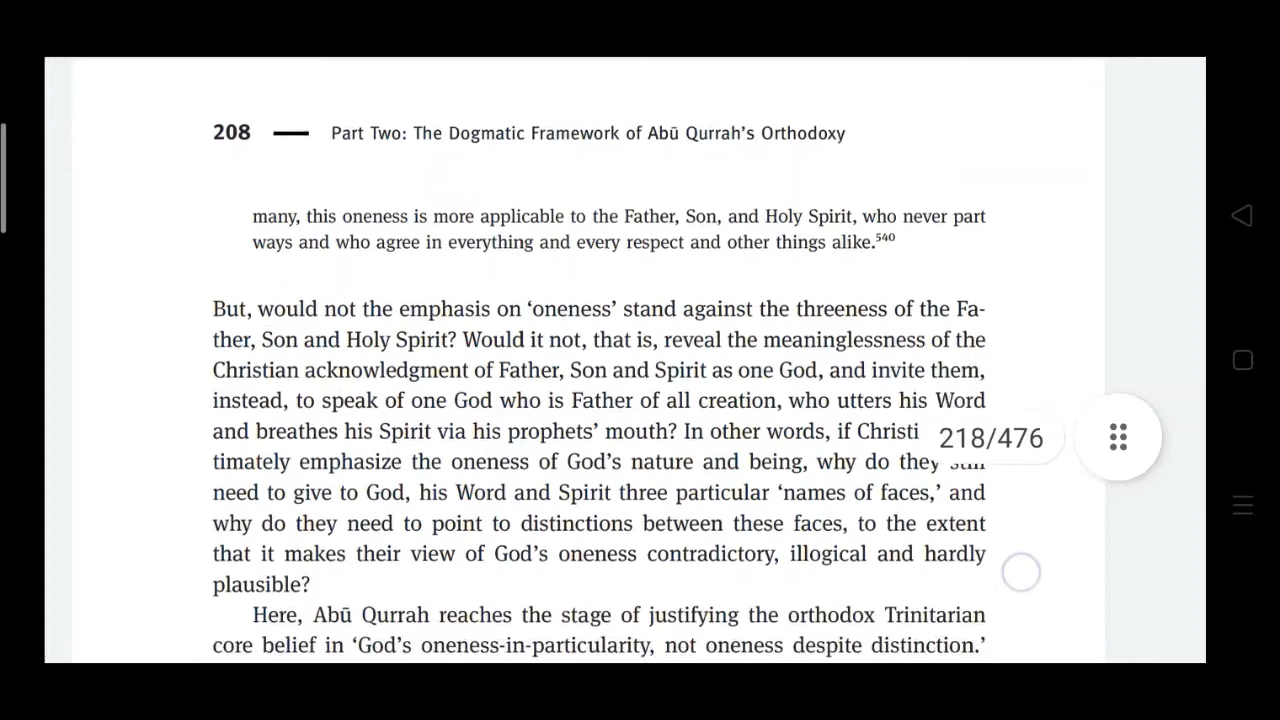 208 — Part Two: The Dogmatic Framework of Abū Qurrah’s Orthodoxy
many, this oneness is more applicable to the Father, Son, and Holy Spirit, who never part
ways and who agree in everything and every respect and other things alike.⁵⁴⁰
But, would not the emphasis on ‘oneness’ stand against the threeness of the Fa-
ther, Son and Holy Spirit? Would it not, that is, reveal the meaninglessness of the
Christian acknowledgment of Father, Son and Spirit as one God, and invite them,
instead, to speak of one God who is Father of all creation, who utters his Word
and breathes his Spirit via his prophets’ mouth? In other words, if Christi
218/476
timately emphasize the oneness of God’s nature and being, why do they
need to give to God, his Word and Spirit three particular ‘names of faces,’ and
why do they need to point to distinctions between these faces, to the extent
that it makes their view of God’s oneness contradictory, illogical and hardly
plausible?
Here, Abū Qurrah reaches the stage of justifying the orthodox Trinitarian
core belief in ‘God’s oneness-in-particularity, not oneness despite distinction.’